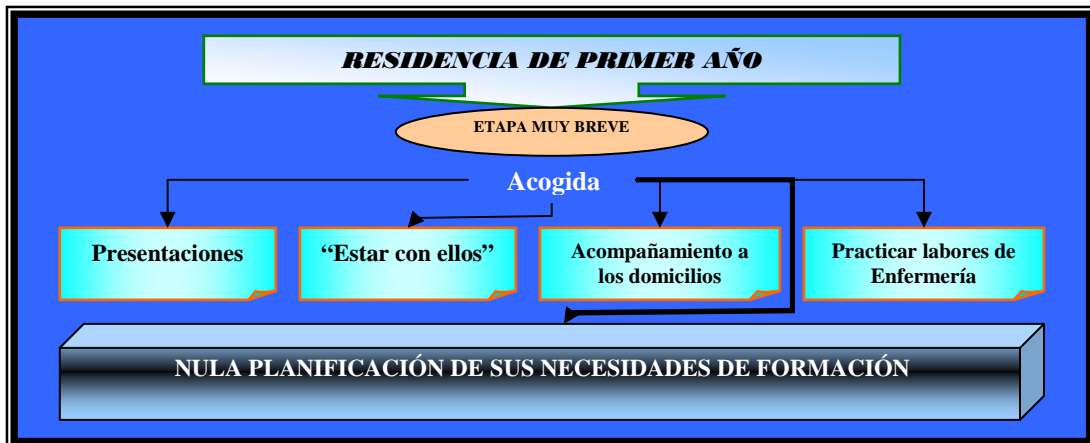 RESIDENCIA DE PRIMER AÑO
ETAPA MUY BREVE
Acogida
Presentaciones
“Estar con ellos”
Acompañamiento a
los domicilios
Practicar labores de
Enfermería
NULA PLANIFICACIÓN DE SUS NECESIDADES DE FORMACIÓN